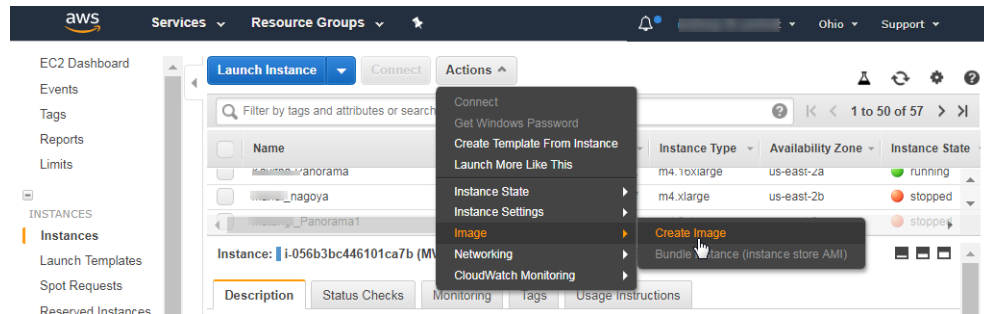 aws Services Resource Groups Ohio Support
EC2 Dashboard
Events
Tags
Reports
Limits
INSTANCES
Instances
Launch Templates
Spot Requests
Reserved Instances
Launch Instance Connect Actions
Filter by tags and attributes or search
1 to 50 of 57
Name Instance Type Availability Zone Instance State
Panorama m4.16xlarge us-east-2a running
_nagoya m4.xlarge us-east-2b stopped
_Panorama1 stopped
Connect
Get Windows Password
Create Template From Instance
Launch More Like This
Instance State
Instance Settings
Image
Networking
CloudWatch Monitoring
Create Image
Bundle Instance (instance store AMI)
Instance: i-056b3bc446101ca7b (MV
Description Status Checks Monitoring Tags Usage Instructions